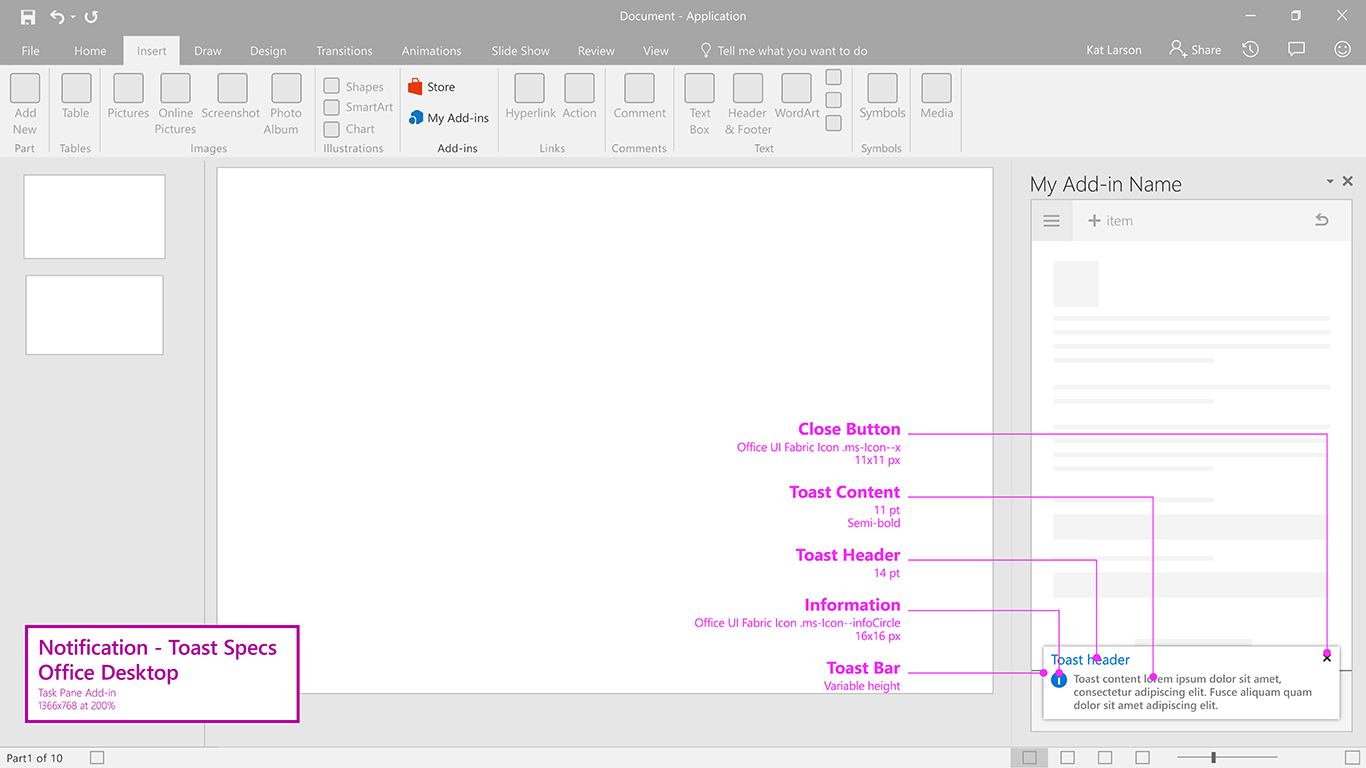 Document - Application
File Home Insert Draw Design Transitions Animations Slide Show Review View Tell me what you want to do Kat Larson Share
Add New
Part
Table
Tables
Pictures
Online Pictures
Screenshot
Photo Album
Images
Shapes
SmartArt
Chart
Illustrations
Store
My Add-ins
Add-ins
Hyperlink
Action
Links
Comment
Comments
Text Box
Header & Footer
WordArt
Text
Symbols
Symbols
Media
My Add-in Name
item
Close Button
Office UI Fabric Icon .ms-Icon--x
11x11 px
Toast Content
11 pt
Semi-bold
Toast Header
14 pt
Information
Office UI Fabric Icon .ms-Icon--infoCircle
16x16 px
Toast Bar
Variable height
Toast header
Toast content lorem ipsum dolor sit amet,
consectetur adipiscing elit. Fusce aliquam quam
dolor sit amet adipiscing elit.
Notification - Toast Specs
Office Desktop
Task Pane Add-in
1366x768 at 200%
Part1 of 10